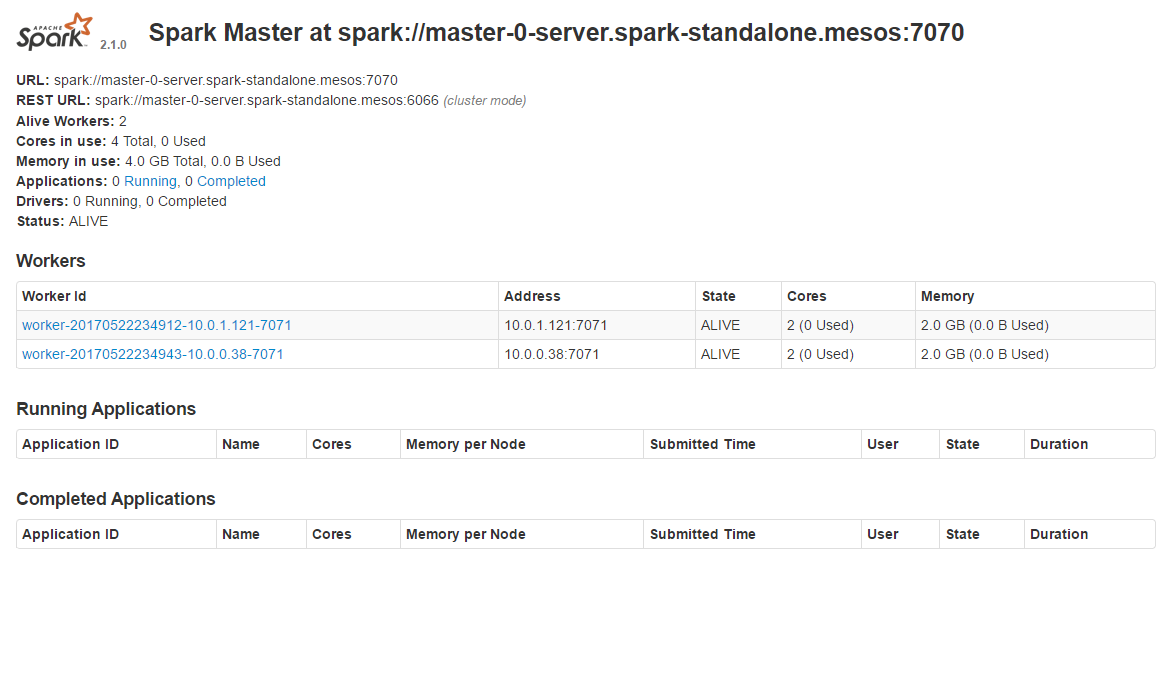 APACHE
Spark 2.1.0 Spark Master at spark://master-0-server.spark-standalone.mesos:7070
URL: spark://master-0-server.spark-standalone.mesos:7070
REST URL: spark://master-0-server.spark-standalone.mesos:6066 (cluster mode)
Alive Workers: 2
Cores in use: 4 Total, 0 Used
Memory in use: 4.0 GB Total, 0.0 B Used
Applications: 0 Running, 0 Completed
Drivers: 0 Running, 0 Completed
Status: ALIVE
Workers
Worker Id Address State Cores Memory
worker-20170522234912-10.0.1.121-7071 10.0.1.121:7071 ALIVE 2 (0 Used) 2.0 GB (0.0 B Used)
worker-20170522234943-10.0.0.38-7071 10.0.0.38:7071 ALIVE 2 (0 Used) 2.0 GB (0.0 B Used)
Running Applications
Application ID Name Cores Memory per Node Submitted Time User State Duration
Completed Applications
Application ID Name Cores Memory per Node Submitted Time User State Duration